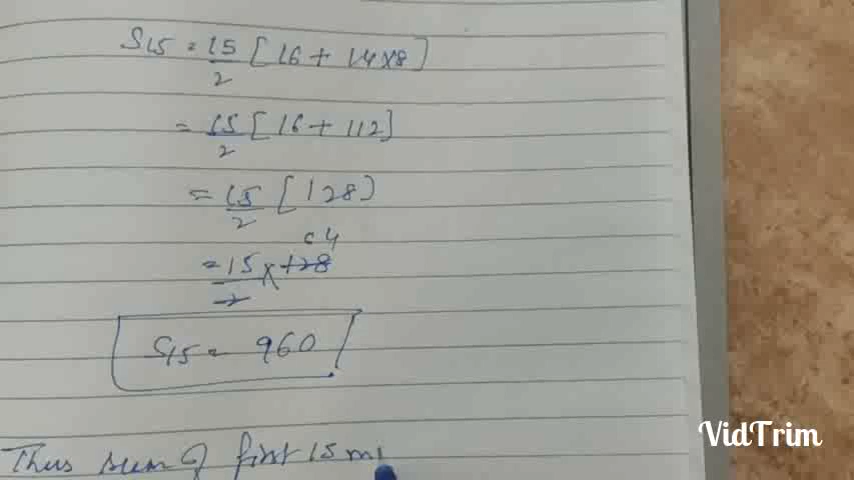 S15 = 15/2 [16 + 14x8]
= 15/2 [16 + 112]
= 15/2 [128]
64
= 15/2 x 128
S15 = 960
Thus sum of first 15 m
VidTrim